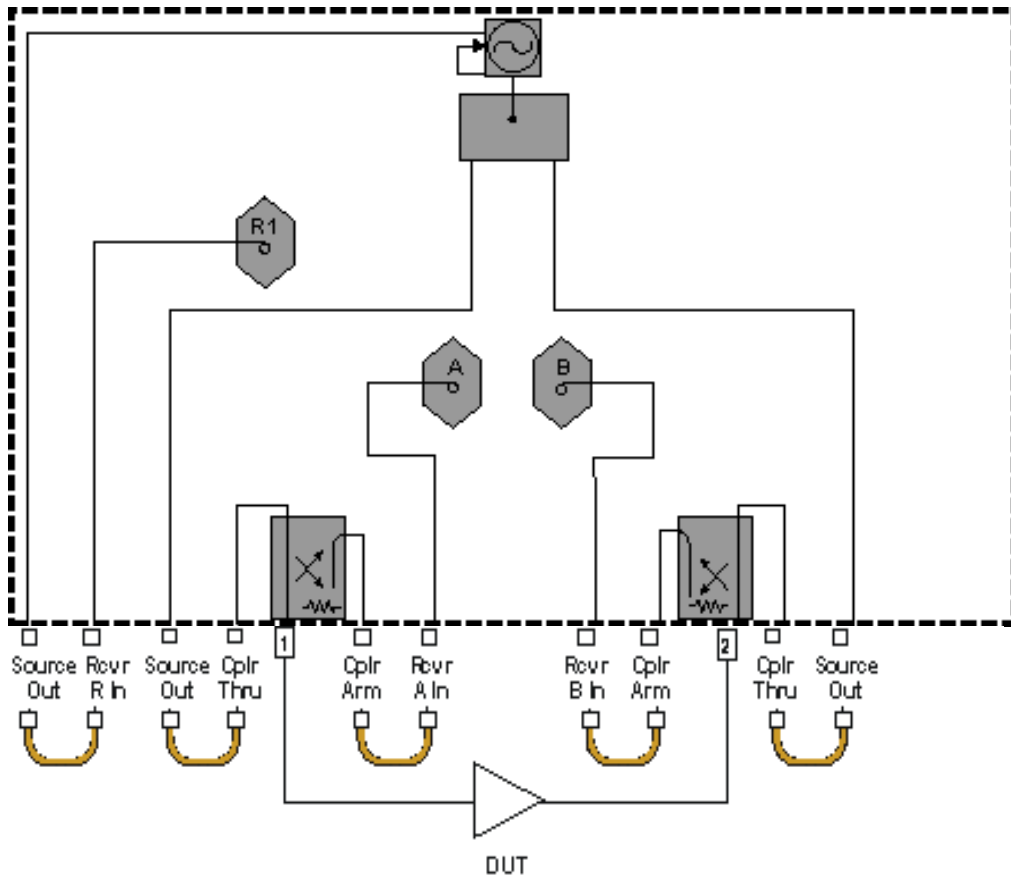 R1
A
B
1
2
Source Out
Rcvr R In
Source Out
Cplr Thru
Cplr Arm
Rcvr A In
Rcvr B In
Cplr Arm
Cplr Thru
Source Out
DUT